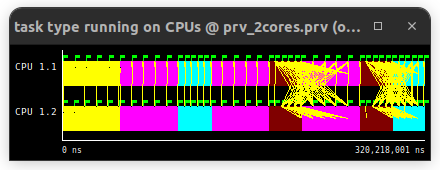 task type running on CPUs @ prv_2cores.prv (o...
CPU 1.1
CPU 1.2
0 ns
320,218,001 ns